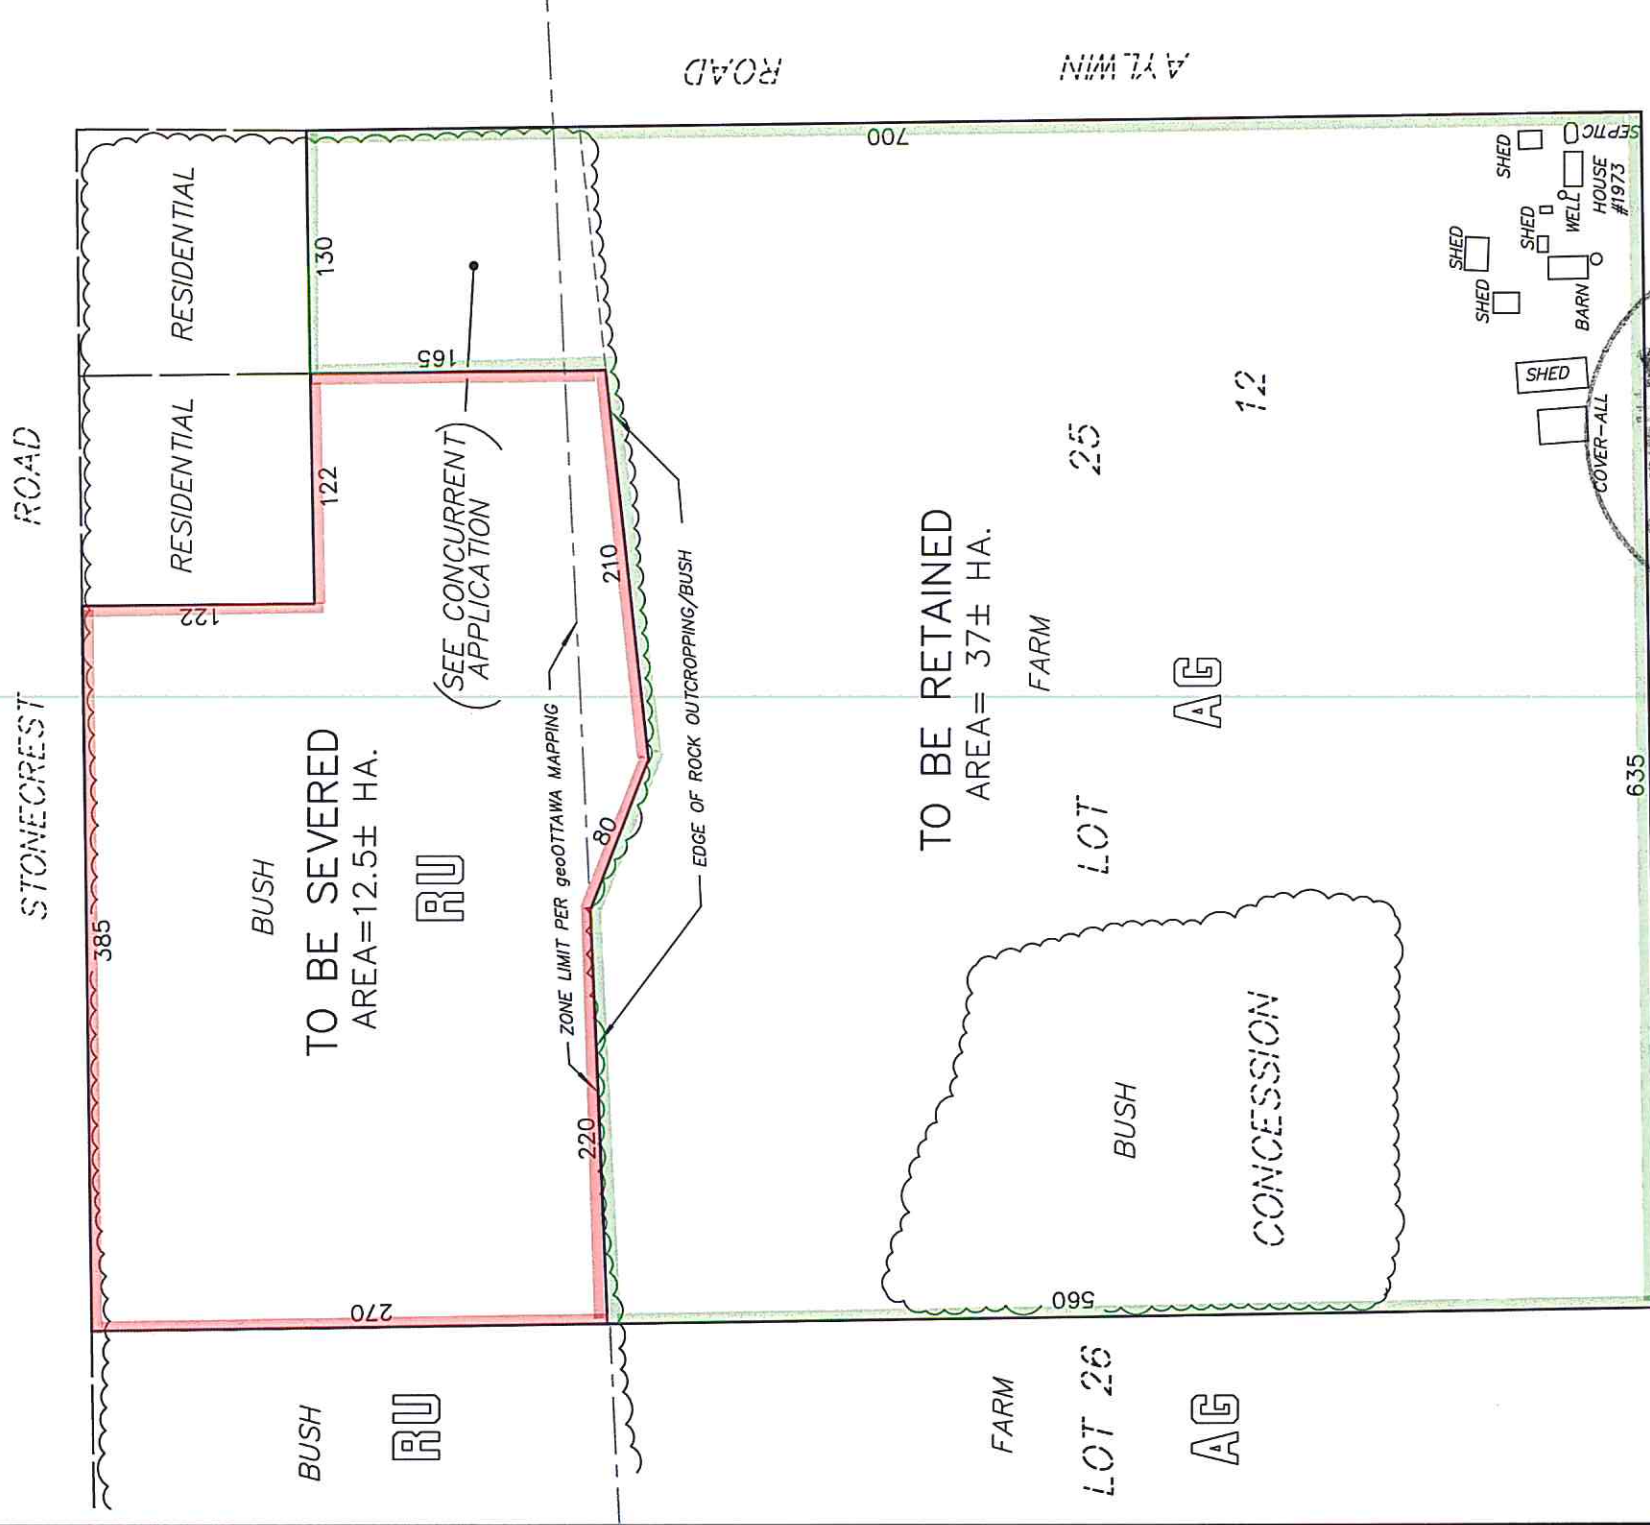 STONECREST ROAD
AYLWIN ROAD
RESIDENTIAL
RESIDENTIAL
130
122
122
165
385
270
BUSH
TO BE SEVERED
AREA=12.5± HA.
RU
(SEE CONCURRENT
APPLICATION)
ZONE LIMIT PER geoOTTAWA MAPPING
210
80
220
EDGE OF ROCK OUTCROPPING/BUSH
700
TO BE RETAINED
AREA= 37± HA.
FARM
LOT 25
AG
CONCESSION 12
BUSH
560
635
SHED
SEPTIC
HOUSE
#1973
WELL
SHED
SHED
SHED
BARN
SHED
COVER-ALL
BUSH
RU
FARM
LOT 26
AG